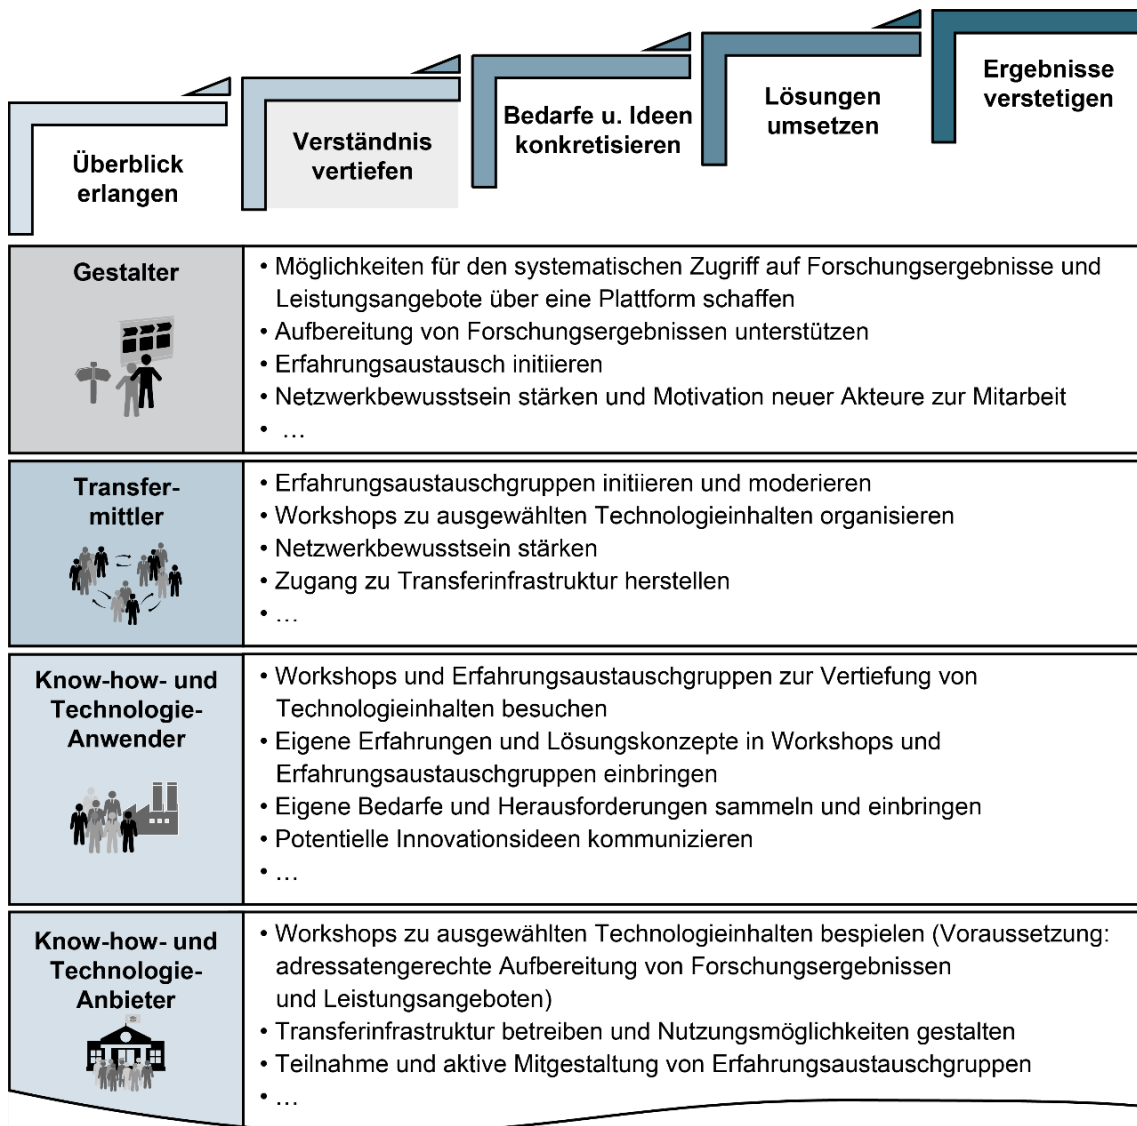 Überblick
erlangen
Verständnis
vertiefen
Bedarfe u. Ideen
konkretisieren
Lösungen
umsetzen
Ergebnisse
verstetigen
Gestalter
• Möglichkeiten für den systematischen Zugriff auf Forschungsergebnisse und
Leistungsangebote über eine Plattform schaffen
• Aufbereitung von Forschungsergebnissen unterstützen
• Erfahrungsaustausch initiieren
• Netzwerkbewusstsein stärken und Motivation neuer Akteure zur Mitarbeit
• …
Transfer-
mittler
• Erfahrungsaustauschgruppen initiieren und moderieren
• Workshops zu ausgewählten Technologieinhalten organisieren
• Netzwerkbewusstsein stärken
• Zugang zu Transferinfrastruktur herstellen
• …
Know-how- und
Technologie-
Anwender
• Workshops und Erfahrungsaustauschgruppen zur Vertiefung von
Technologieinhalten besuchen
• Eigene Erfahrungen und Lösungskonzepte in Workshops und
Erfahrungsaustauschgruppen einbringen
• Eigene Bedarfe und Herausforderungen sammeln und einbringen
• Potentielle Innovationsideen kommunizieren
• …
Know-how- und
Technologie-
Anbieter
• Workshops zu ausgewählten Technologieinhalten bespielen (Voraussetzung:
adressatengerechte Aufbereitung von Forschungsergebnissen
und Leistungsangeboten)
• Transferinfrastruktur betreiben und Nutzungsmöglichkeiten gestalten
• Teilnahme und aktive Mitgestaltung von Erfahrungsaustauschgruppen
• …